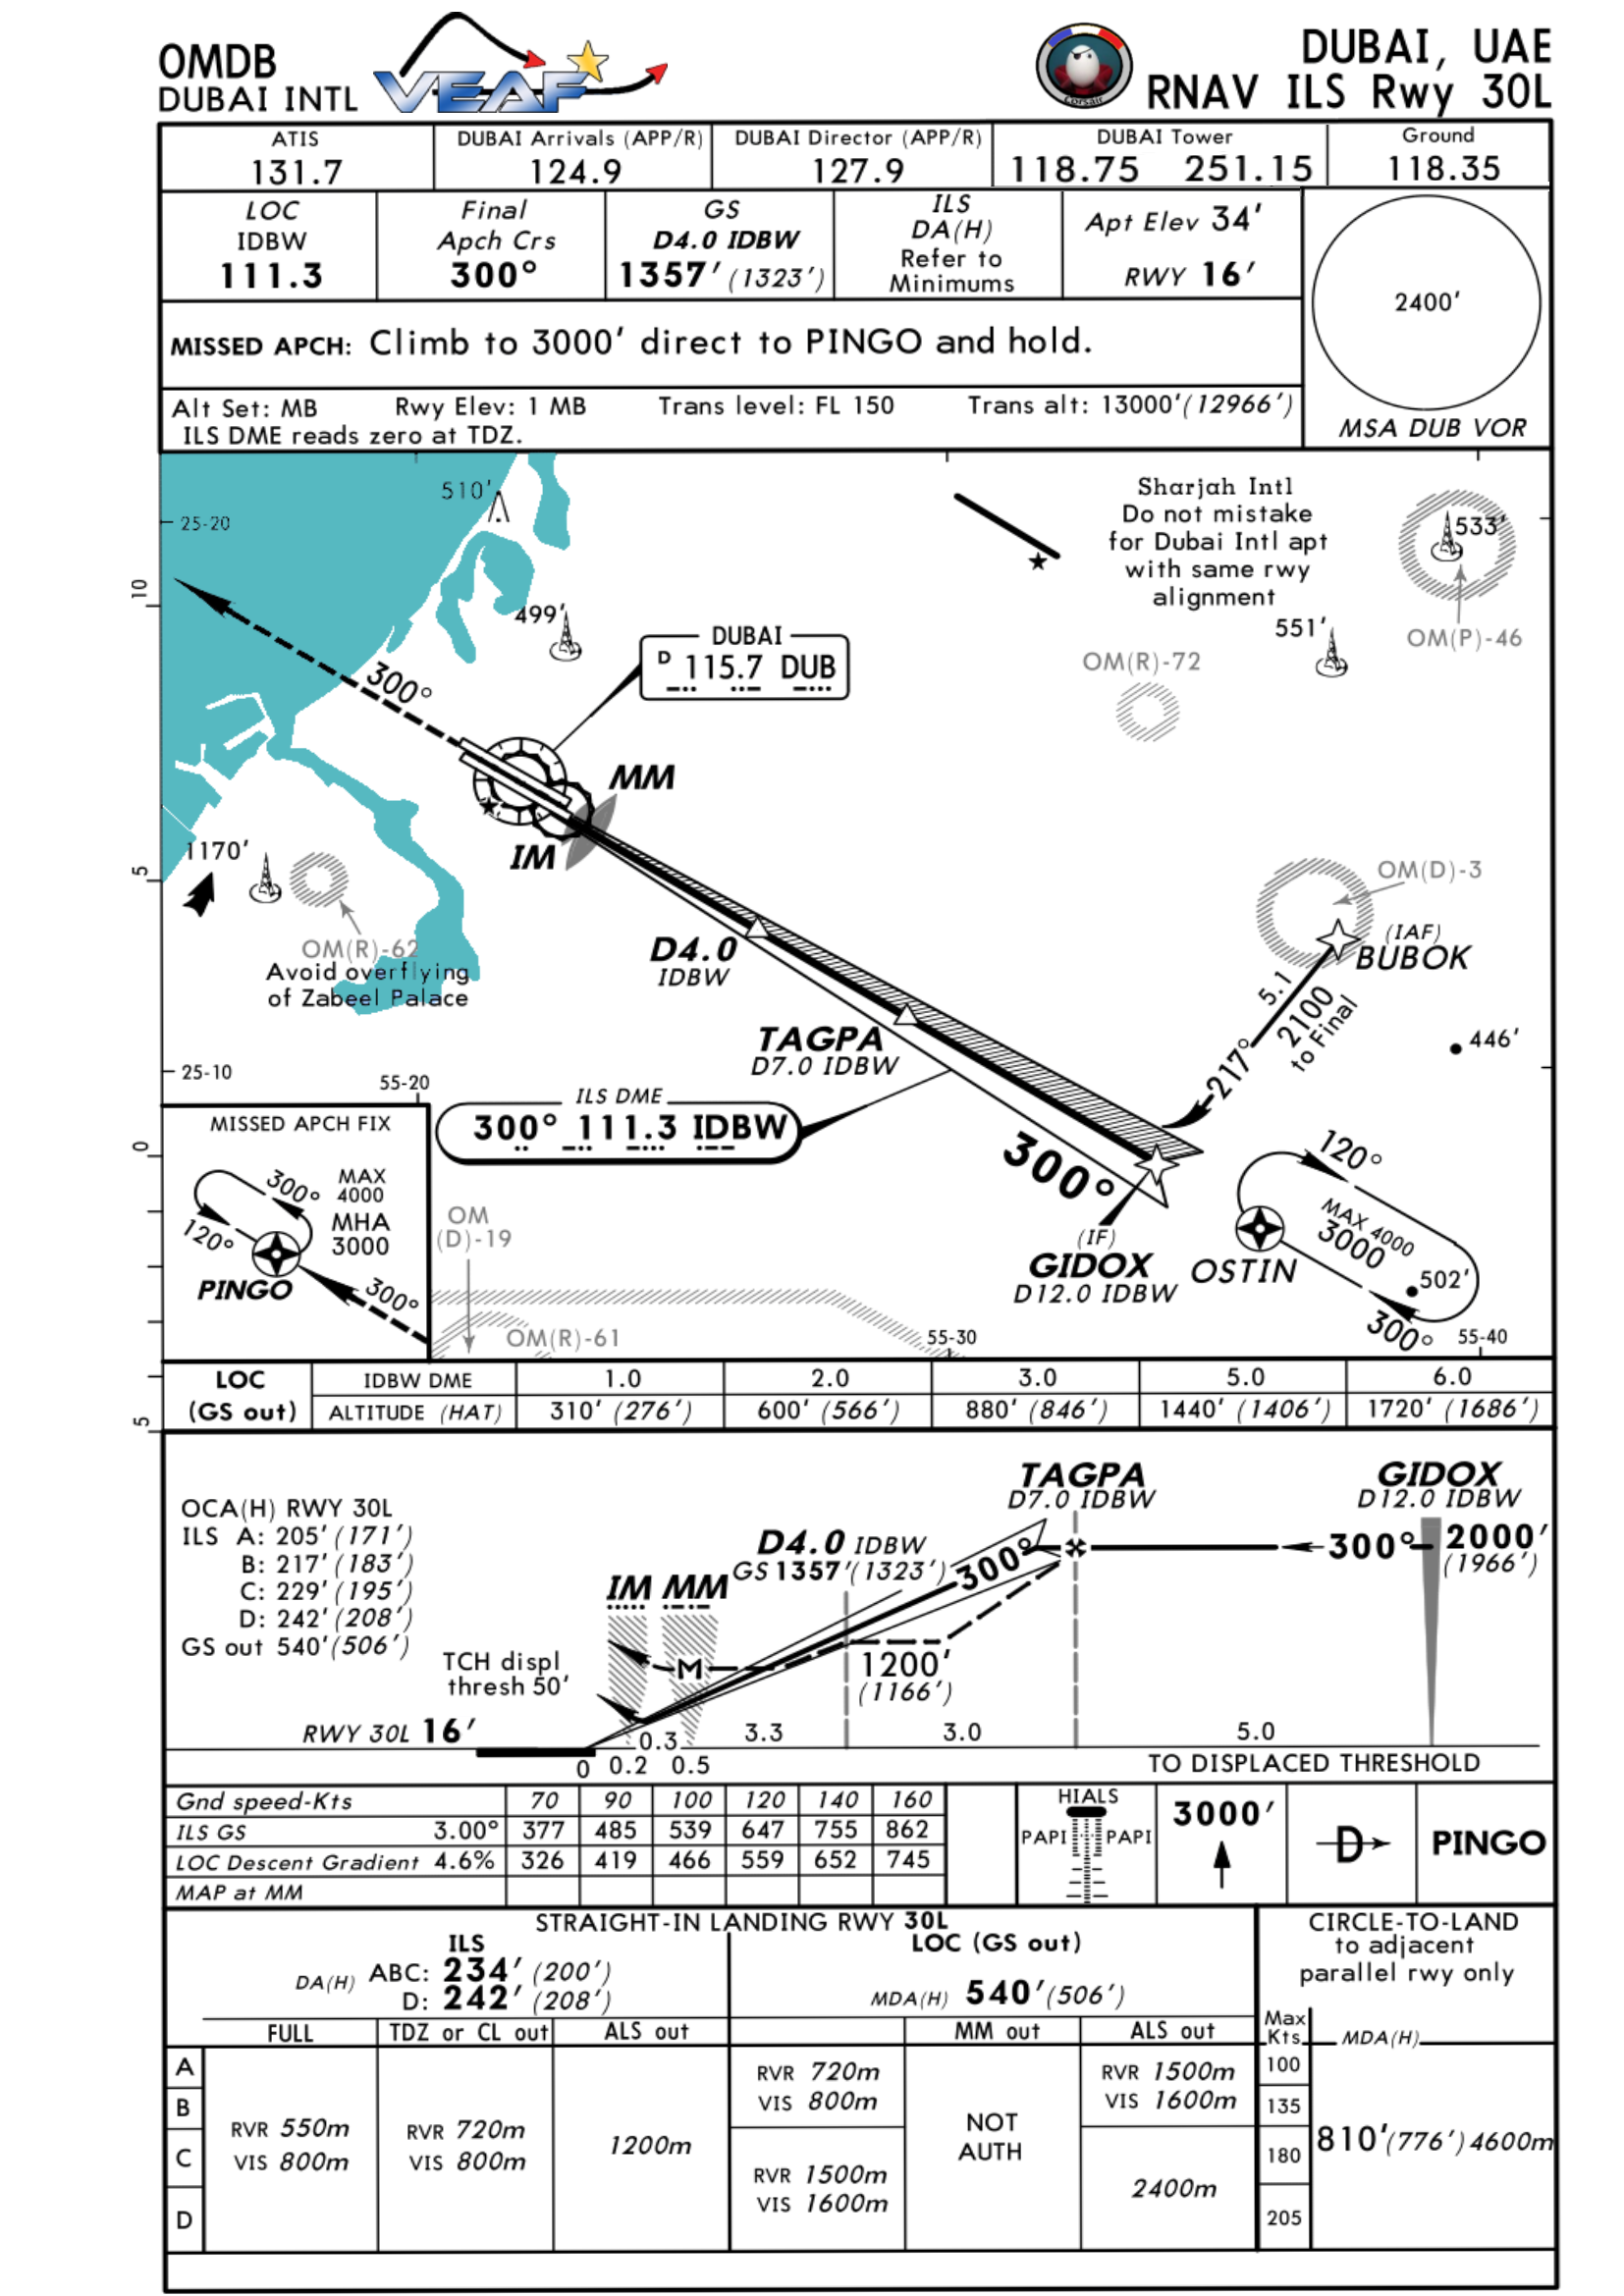 OMDB
DUBAI INTL
VEAF
Corsair
DUBAI, UAE
RNAV ILS Rwy 30L
ATIS
131.7
DUBAI Arrivals (APP/R)
124.9
DUBAI Director (APP/R)
127.9
DUBAI Tower
118.75 251.15
Ground
118.35
LOC
IDBW
111.3
Final
Apch Crs
300°
GS
D4.0 IDBW
1357' (1323')
ILS
DA(H)
Refer to
Minimums
Apt Elev 34'
RWY 16'
2400'
MSA DUB VOR
MISSED APCH: Climb to 3000' direct to PINGO and hold.
Alt Set: MB Rwy Elev: 1 MB Trans level: FL 150 Trans alt: 13000'(12966')
ILS DME reads zero at TDZ.
510'
25-20
Sharjah Intl
Do not mistake
for Dubai Intl apt
with same rwy
alignment
533'
OM(P)-46
10
499'
551'
OM(R)-72
DUBAI
D 115.7 DUB
300°
MM
IM
1170'
5
OM(R)-62
Avoid overflying
of Zabeel Palace
OM(D)-3
(IAF)
BUBOK
D4.0
IDBW
5.1
2100
to Final
217°
446'
TAGPA
D7.0 IDBW
25-10
55-20
ILS DME
300° 111.3 IDBW
MISSED APCH FIX
300°
MAX
4000
MHA
3000
120°
PINGO
300°
0
OM
(D)-19
OM(R)-61
300°
(IF)
GIDOX
D12.0 IDBW
OSTIN
120°
MAX 4000
3000
502'
300°
55-30
55-40
5
LOC
(GS out)
IDBW DME 1.0 2.0 3.0 5.0 6.0
ALTITUDE (HAT) 310' (276') 600' (566') 880' (846') 1440' (1406') 1720' (1686')
OCA(H) RWY 30L
ILS A: 205' (171')
B: 217' (183')
C: 229' (195')
D: 242' (208')
GS out 540' (506')
TAGPA
D7.0 IDBW
GIDOX
D12.0 IDBW
D4.0 IDBW
GS 1357' (1323')
300°
300°
2000'
(1966')
IM MM
TCH displ
thresh 50'
M
1200'
(1166')
RWY 30L 16'
0.3 3.3 3.0 5.0
0 0.2 0.5
TO DISPLACED THRESHOLD
Gnd speed-Kts 70 90 100 120 140 160
ILS GS 3.00° 377 485 539 647 755 862
LOC Descent Gradient 4.6% 326 419 466 559 652 745
MAP at MM
HIALS
PAPI PAPI
3000'
D
PINGO
STRAIGHT-IN LANDING RWY 30L
ILS
DA(H) ABC: 234' (200')
D: 242' (208')
LOC (GS out)
MDA(H) 540' (506')
CIRCLE-TO-LAND
to adjacent
parallel rwy only
FULL
TDZ or CL out
ALS out
MM out
ALS out
Max
Kts
MDA(H)
A
B
C
D
RVR 550m
VIS 800m
RVR 720m
VIS 800m
1200m
RVR 720m
VIS 800m
RVR 1500m
VIS 1600m
NOT
AUTH
RVR 1500m
VIS 1600m
2400m
100
135
180
205
810'(776') 4600m